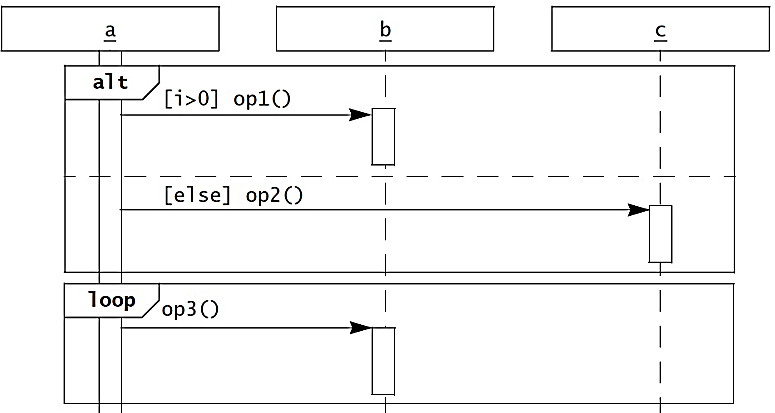 a
b
c
alt
[i>0] op1()
[else] op2()
loop
op3()